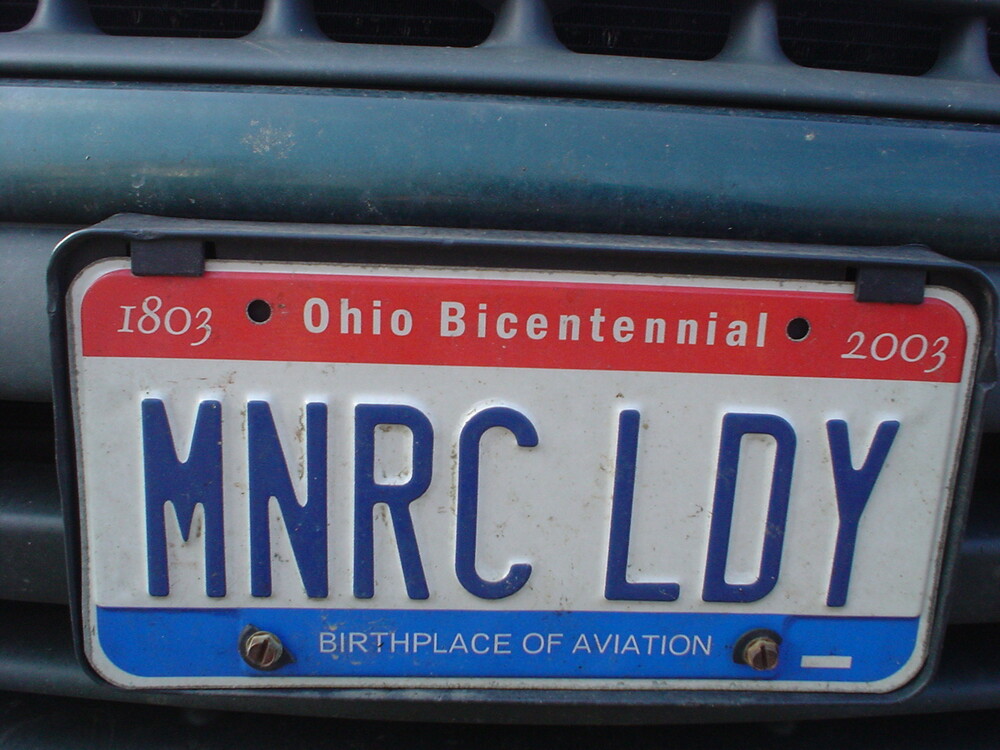 1803 Ohio Bicentennial 2003
MNRC LDY
BIRTHPLACE OF AVIATION